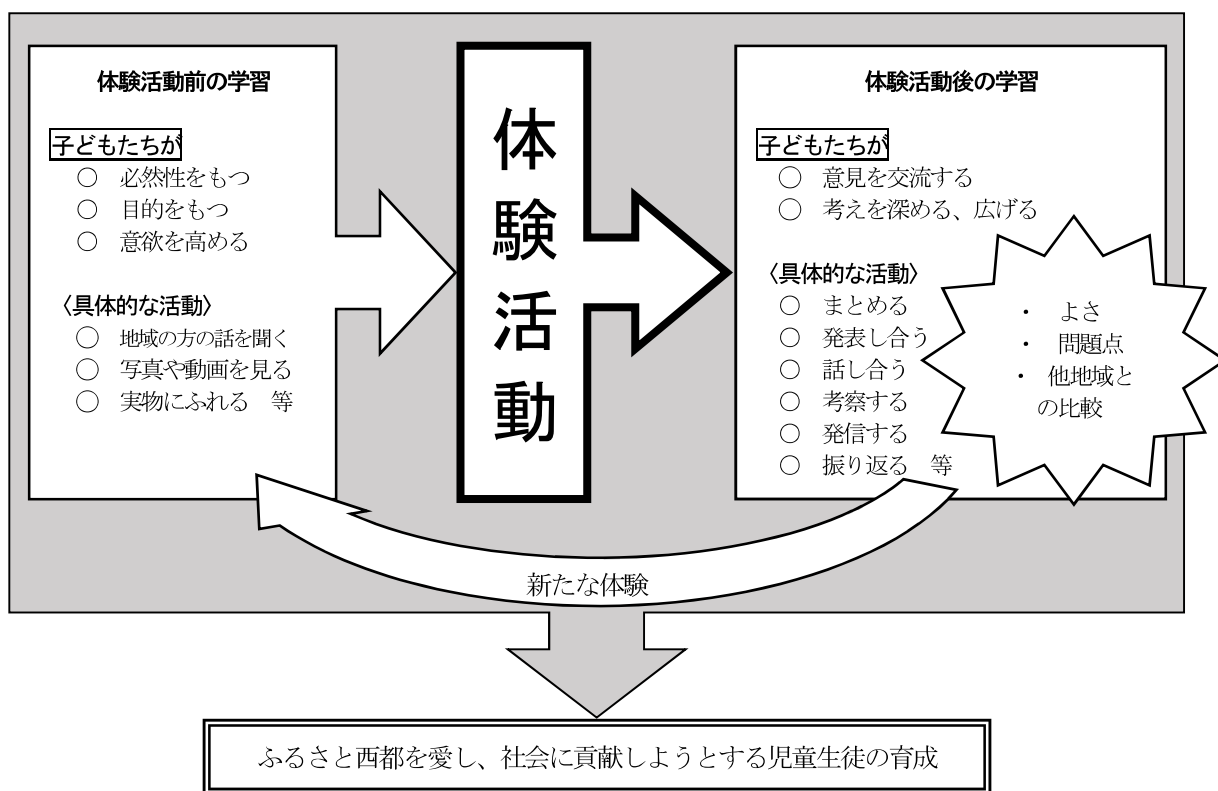 体験活動前の学習
子どもたちが
○ 必然性をもつ
○ 目的をもつ
○ 意欲を高める
〈具体的な活動〉
○ 地域の方の話を聞く
○ 写真や動画を見る
○ 実物にふれる 等
体験活動
体験活動後の学習
子どもたちが
○ 意見を交流する
○ 考えを深める、広げる
〈具体的な活動〉
○ まとめる
○ 発表し合う
○ 話し合う
○ 考察する
○ 発信する
○ 振り返る 等
・ よさ
・ 問題点
・ 他地域と
の比較
新たな体験
ふるさと西都を愛し、社会に貢献しようとする児童生徒の育成